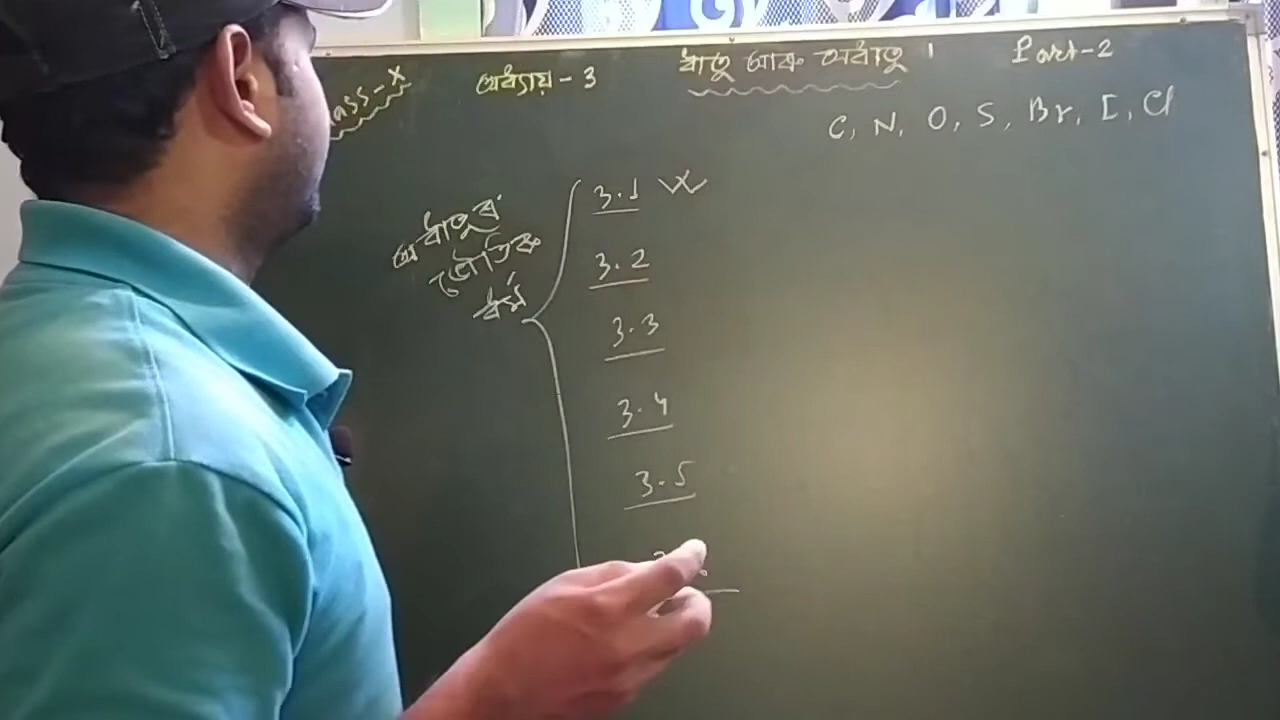 ass-X
অধ্যায় - 3
ধাতু আৰু অধাতু । Part-2
C, N, O, S, Br, I, Cl
অধাতুৰ
ভৌতিক
ধৰ্ম
3.1
3.2
3.3
3.4
3.5